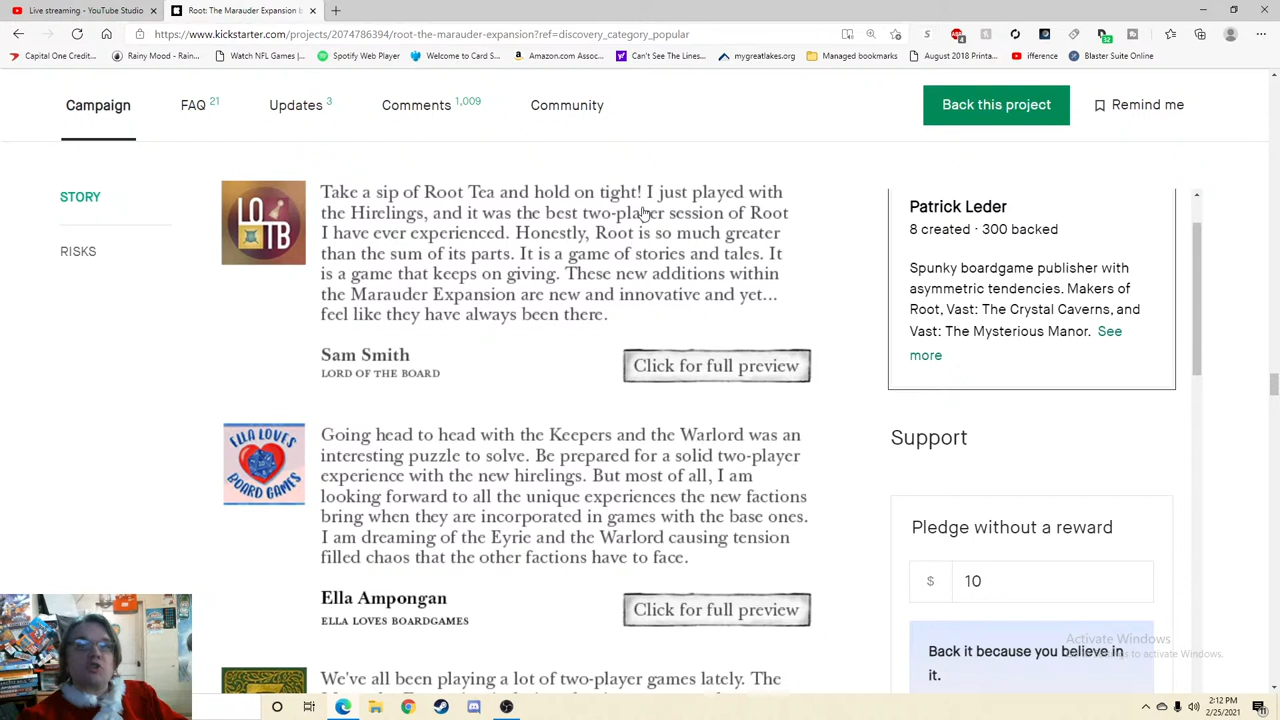 Live streaming - YouTube Studio
Root: The Marauder Expansion b
https://www.kickstarter.com/projects/2074786394/root-the-marauder-expansion?ref=discovery_category_popular
Capital One Credit...
Rainy Mood - Rain...
Watch NFL Games |...
Spotify Web Player
Welcome to Card S...
Amazon.com Assoc...
Can't See The Lines...
mygreatlakes.org
Managed bookmarks
August 2018 Printa...
ifference
Blaster Suite Online
Campaign
FAQ 21
Updates 3
Comments 1,009
Community
Back this project
Remind me
STORY
RISKS
LO
TB
Take a sip of Root Tea and hold on tight! I just played with
the Hirelings, and it was the best two-player session of Root
I have ever experienced. Honestly, Root is so much greater
than the sum of its parts. It is a game of stories and tales. It
is a game that keeps on giving. These new additions within
the Marauder Expansion are new and innovative and yet...
feel like they have always been there.
Sam Smith
LORD OF THE BOARD
Click for full preview
ELLA LOVES
BOARD GAMES
Going head to head with the Keepers and the Warlord was an
interesting puzzle to solve. Be prepared for a solid two-player
experience with the new hirelings. But most of all, I am
looking forward to all the unique experiences the new factions
bring when they are incorporated in games with the base ones.
I am dreaming of the Eyrie and the Warlord causing tension
filled chaos that the other factions have to face.
Ella Ampongan
ELLA LOVES BOARDGAMES
Click for full preview
We've all been playing a lot of two-player games lately. The
Patrick Leder
8 created · 300 backed
Spunky boardgame publisher with
asymmetric tendencies. Makers of
Root, Vast: The Crystal Caverns, and
Vast: The Mysterious Manor. See
more
Support
Pledge without a reward
$ 10
Back it because you believe in
it.
Activate Windows
to activate Windows.
2:12 PM
2/25/2021